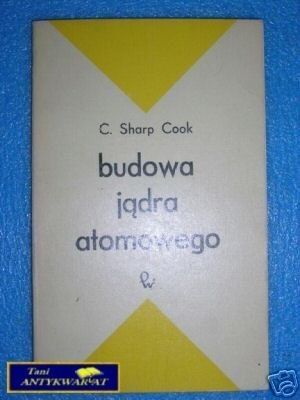 C. Sharp Cook
budowa
jądra
atomowego
Tani
ANTYKWARIAT